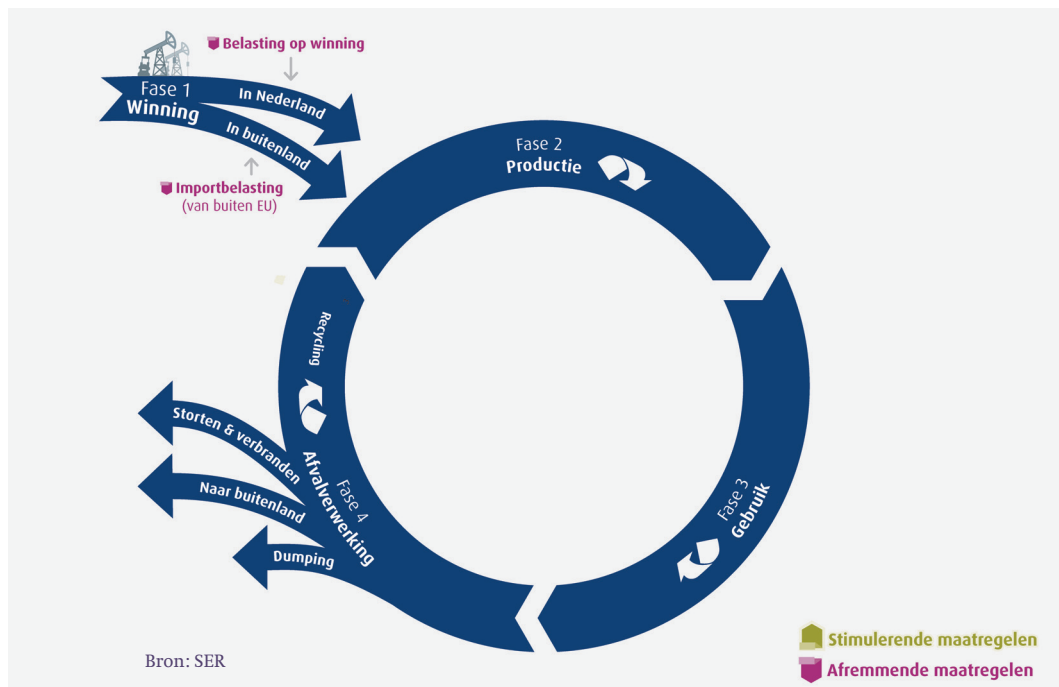 Belasting op winning
Fase 1
Winning
In Nederland
In buitenland
Importbelasting
(van buiten EU)
Fase 2
Productie
Recycling
Storten & verbranden
Naar buitenland
Dumping
Fase 4
Afvalverwerking
Fase 3
Gebruik
Bron: SER
Stimulerende maatregelen
Afremmende maatregelen